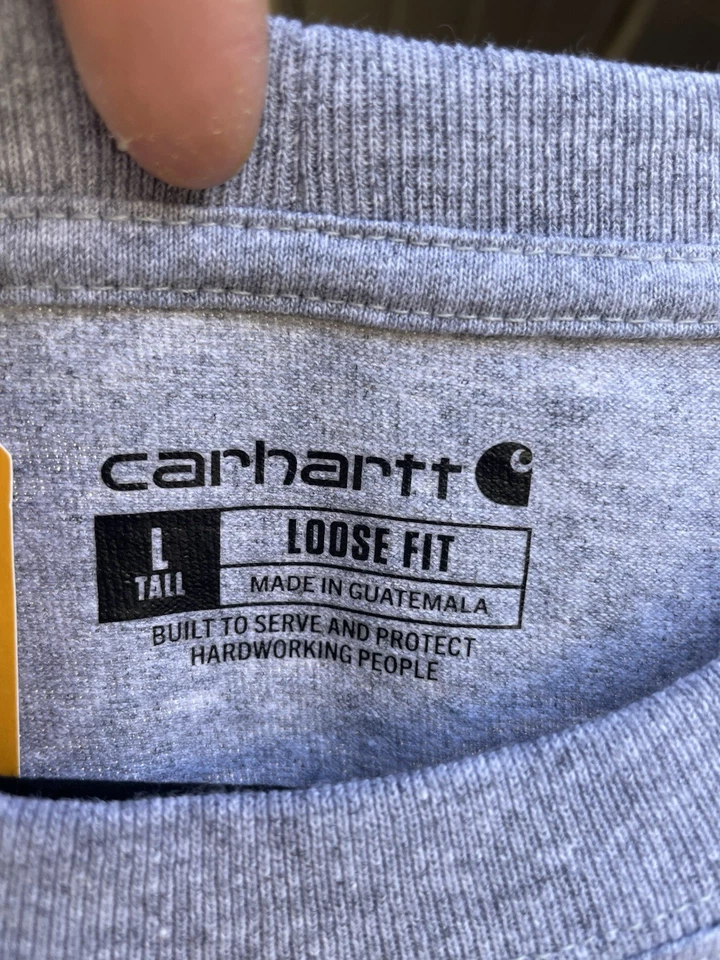 carhartt
L
TALL
LOOSE FIT
MADE IN GUATEMALA
BUILT TO SERVE AND PROTECT
HARDWORKING PEOPLE